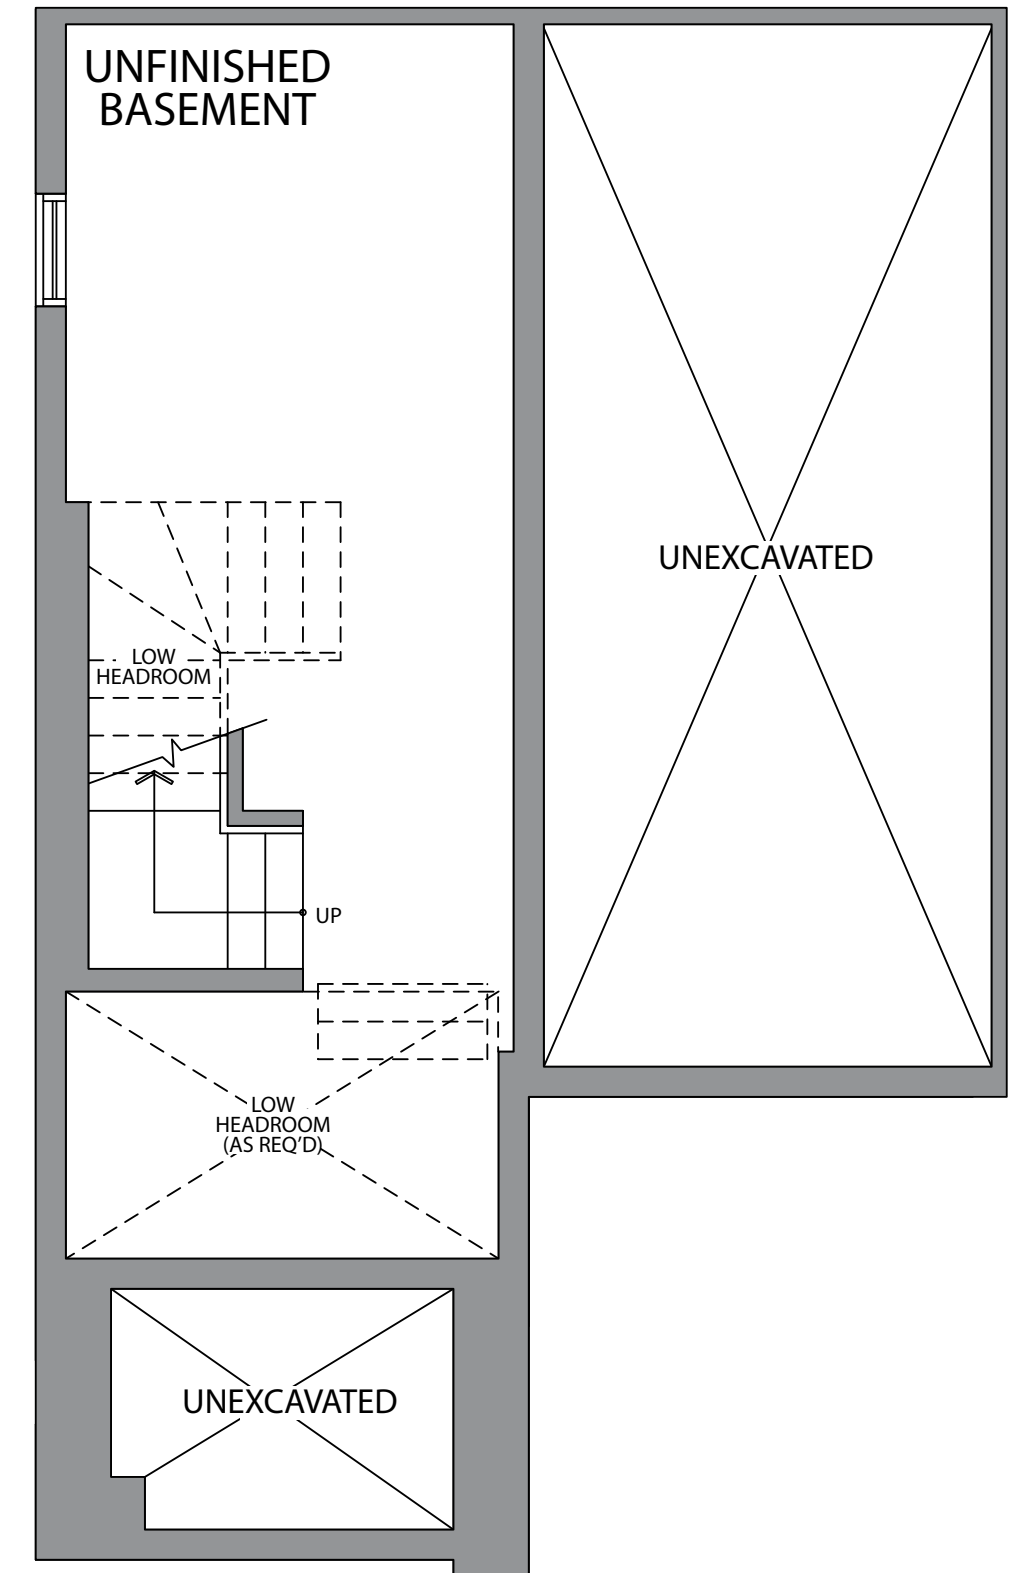 UNFINISHED
BASEMENT
UNEXCAVATED
LOW
HEADROOM
UP
LOW
HEADROOM
(AS REQ'D)
UNEXCAVATED